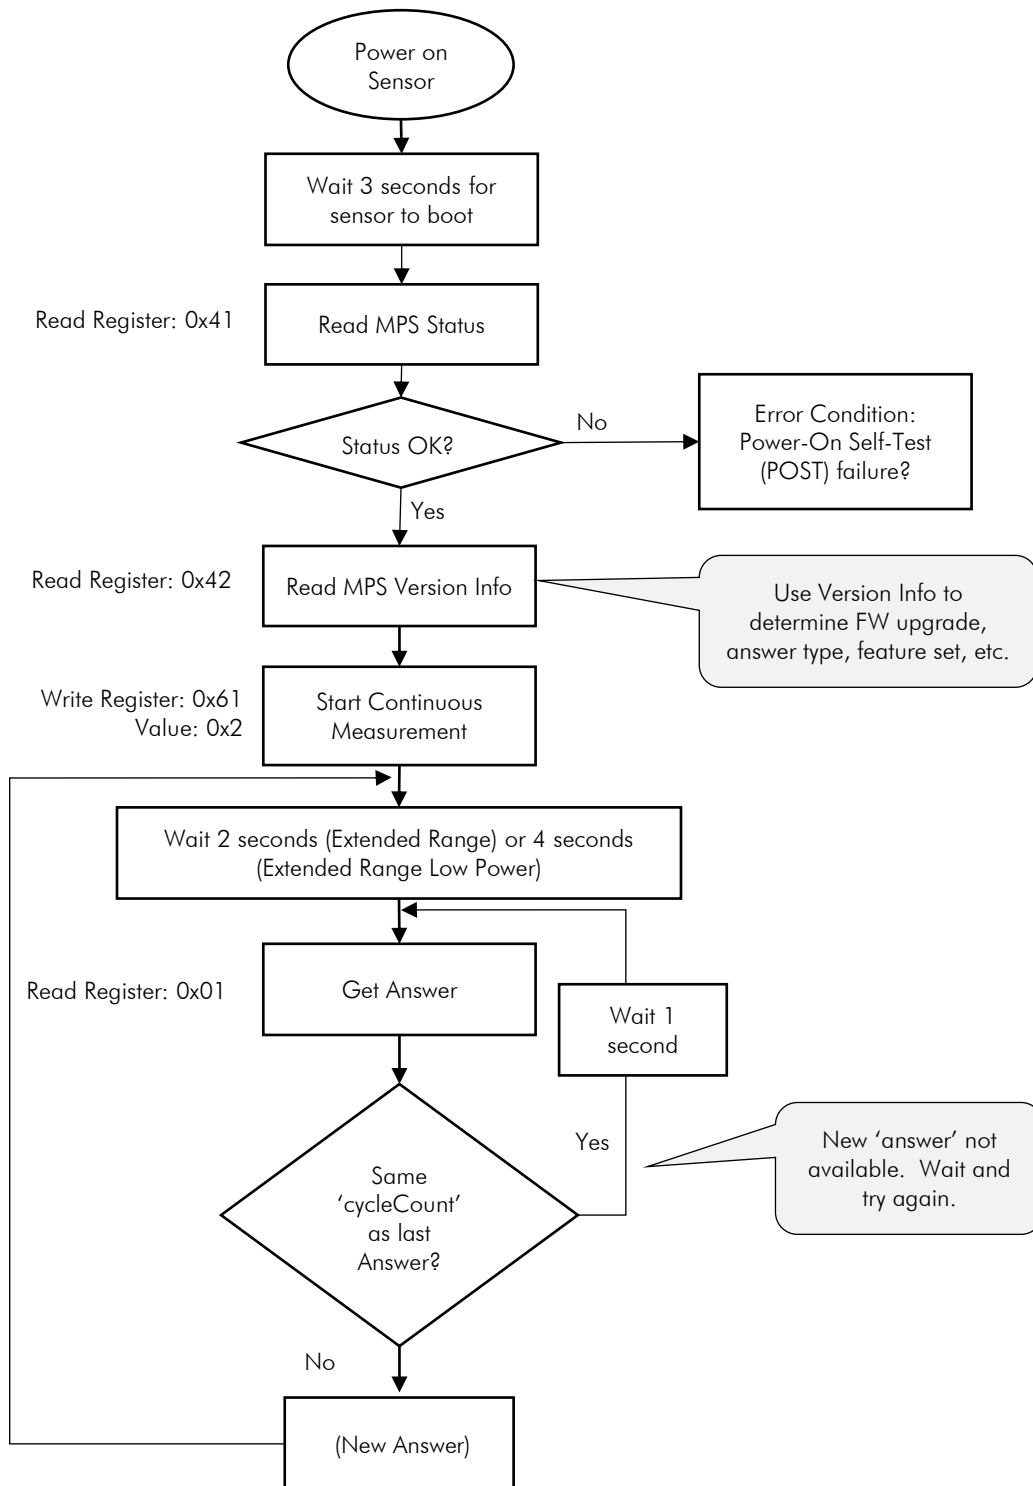 Power on
Sensor
Wait 3 seconds for
sensor to boot
Read Register: 0x41
Read MPS Status
Status OK?
No
Error Condition:
Power-On Self-Test
(POST) failure?
Yes
Read Register: 0x42
Read MPS Version Info
Use Version Info to
determine FW upgrade,
answer type, feature set, etc.
Write Register: 0x61
Value: 0x2
Start Continuous
Measurement
Wait 2 seconds (Extended Range) or 4 seconds
(Extended Range Low Power)
Read Register: 0x01
Get Answer
Wait 1
second
Yes
New ‘answer’ not
available.  Wait and
try again.
Same
‘cycleCount’
as last
Answer?
No
(New Answer)